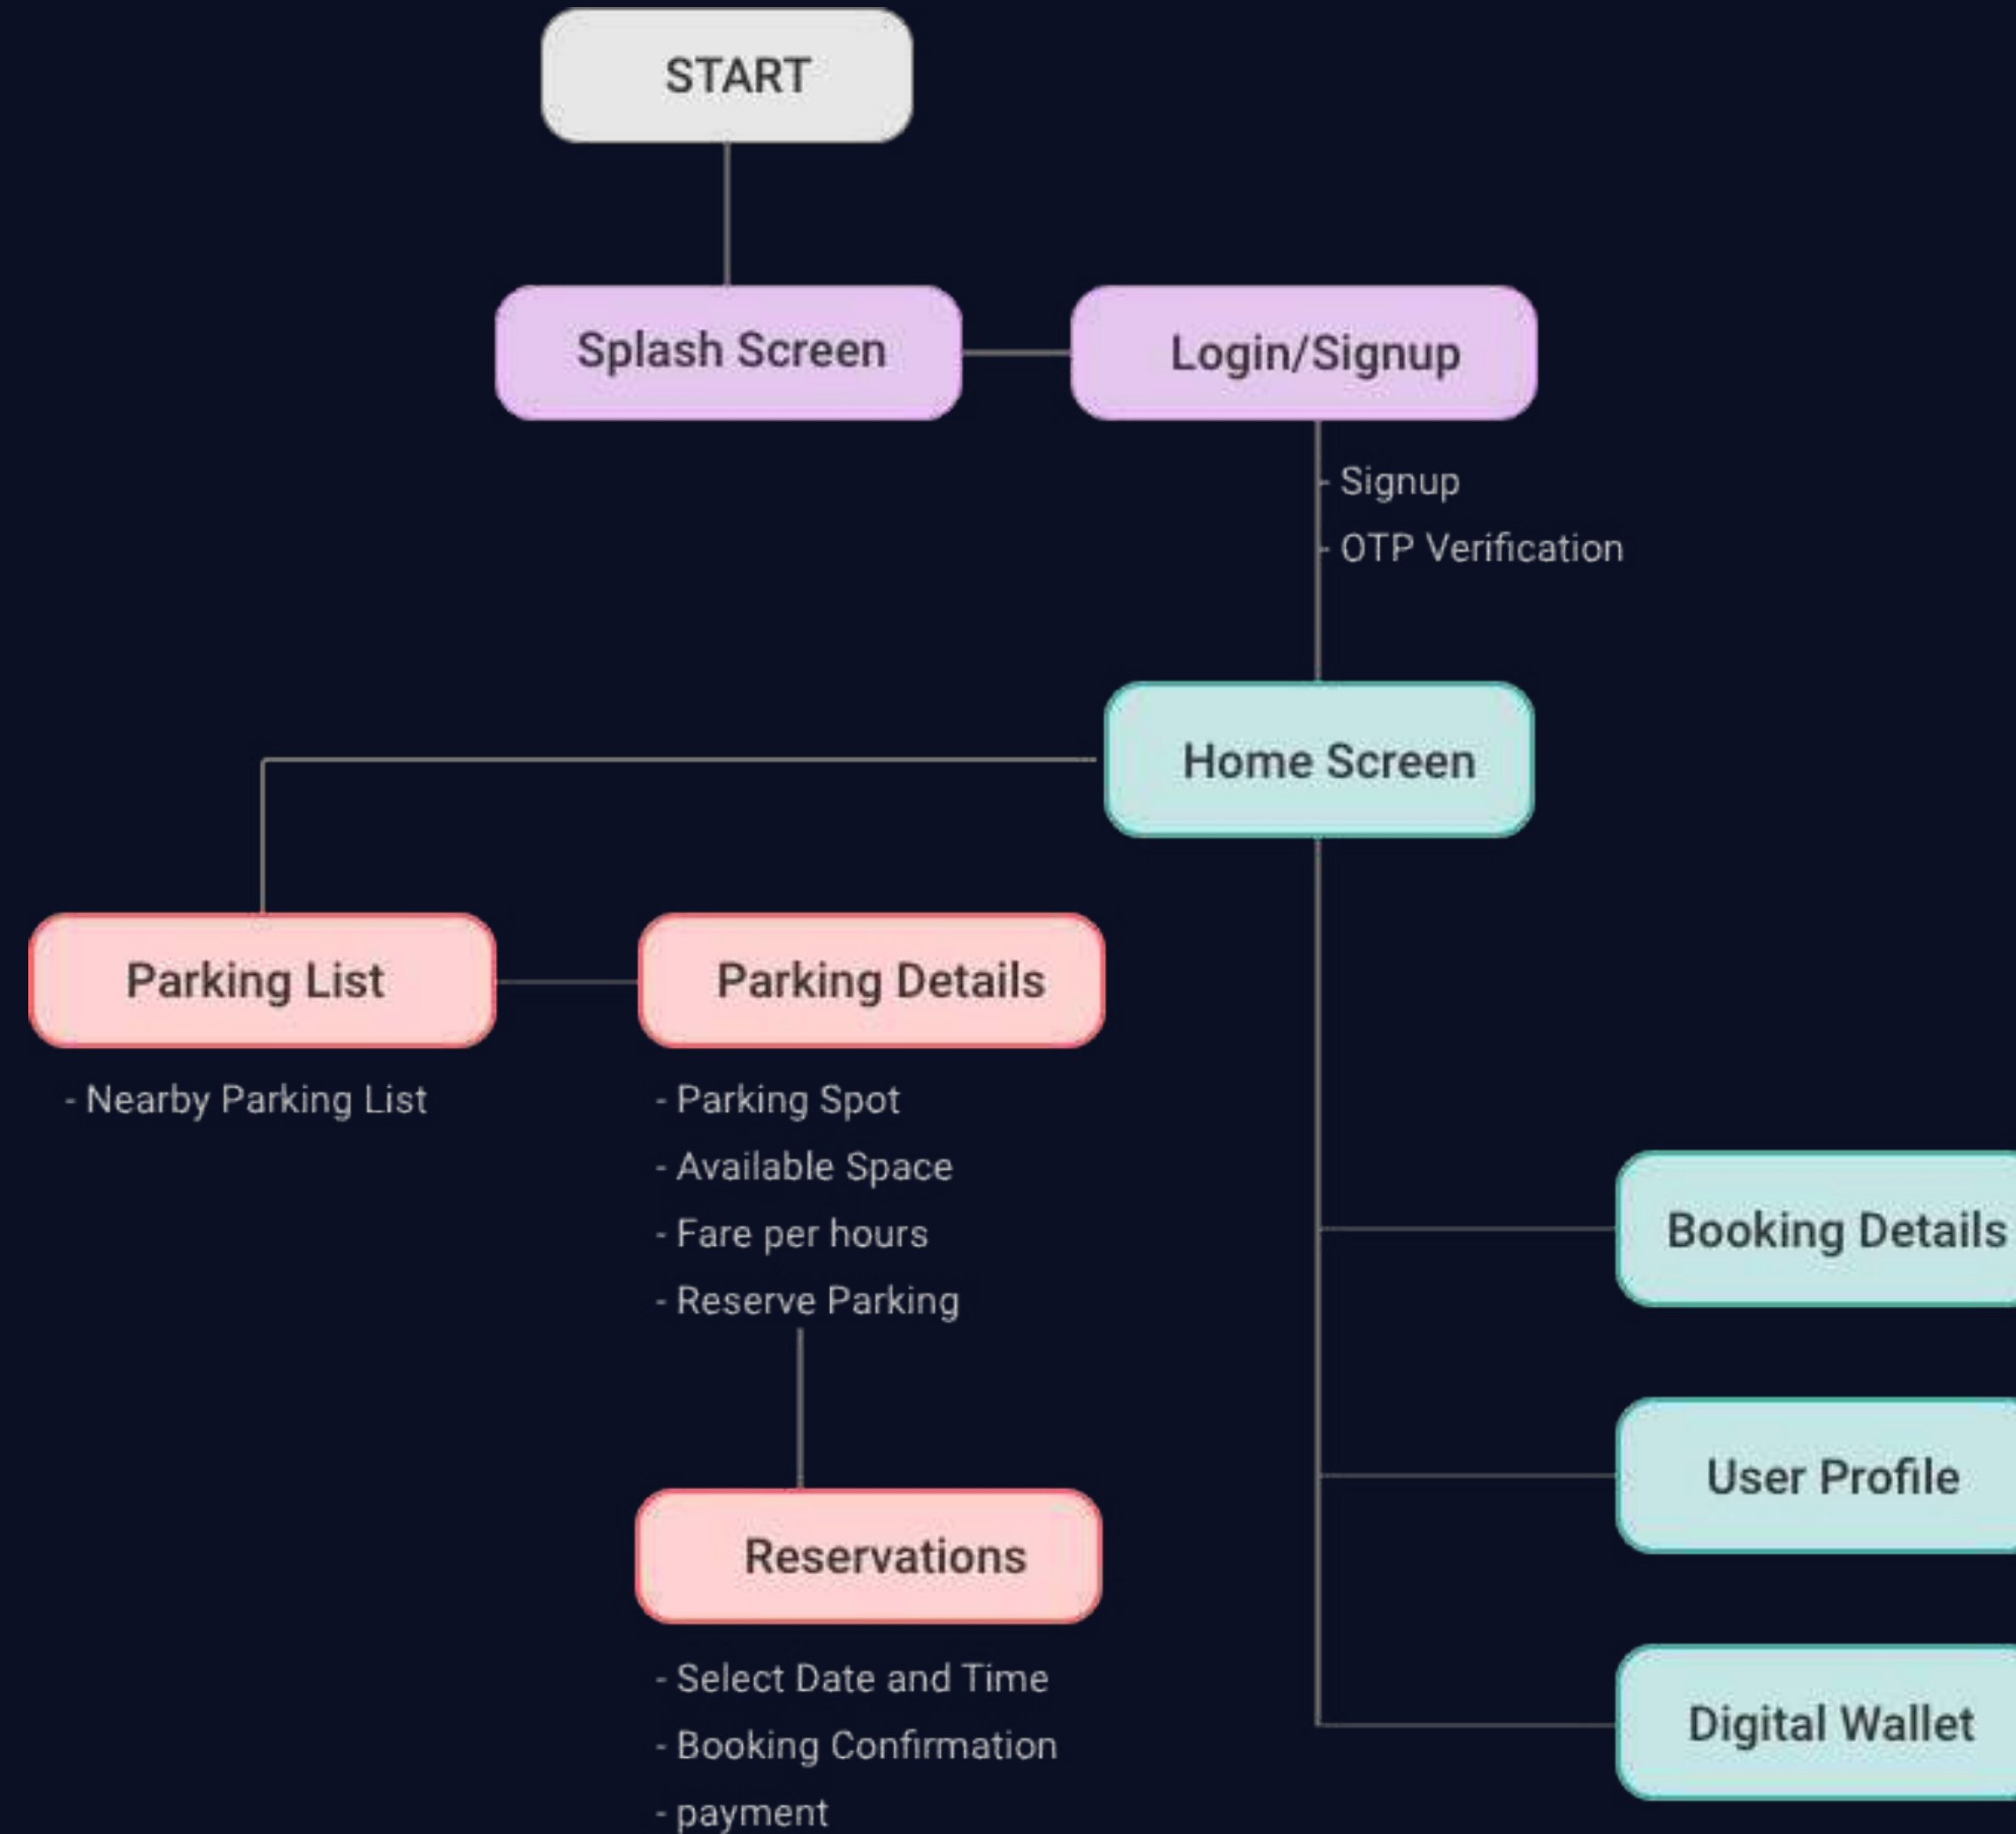 START
Splash Screen
Login/Signup
- Signup
- OTP Verification
Home Screen
Parking List
- Nearby Parking List
Parking Details
- Parking Spot
- Available Space
- Fare per hours
- Reserve Parking
Reservations
- Select Date and Time
- Booking Confirmation
- payment
Booking Details
User Profile
Digital Wallet